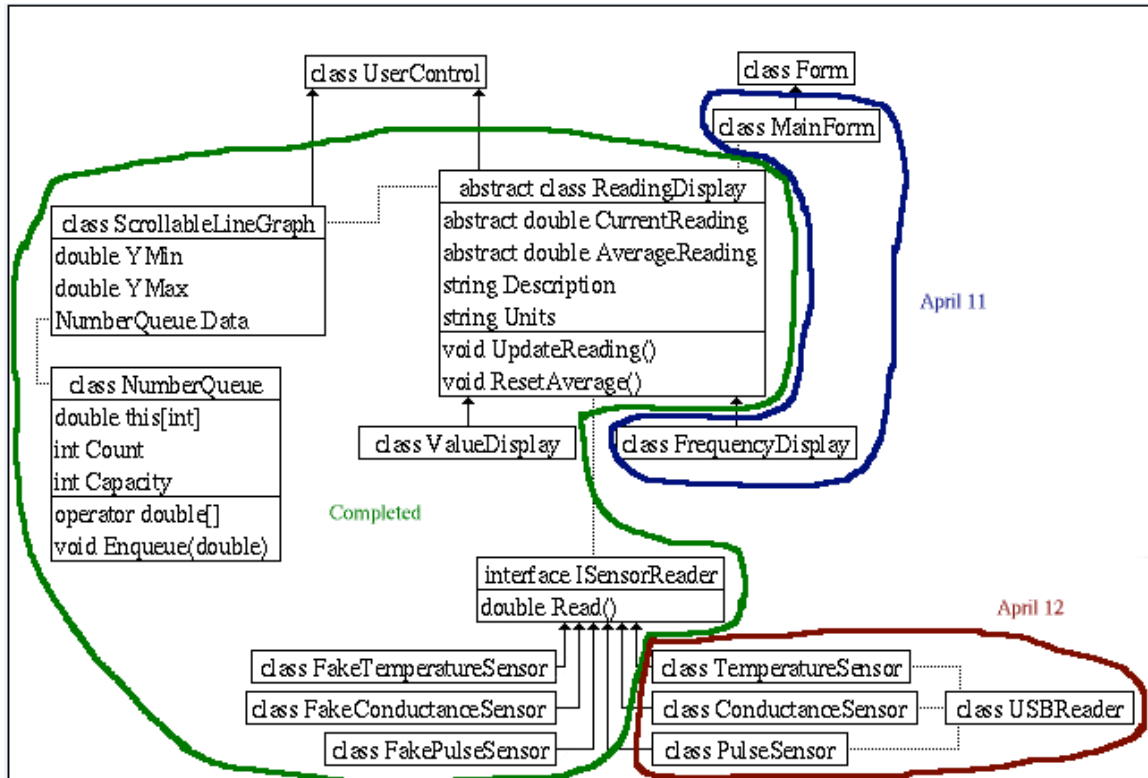 class UserControl
class Form
class MainForm
abstract class ReadingDisplay
abstract double CurrentReading
abstract double AverageReading
string Description
string Units
void UpdateReading()
void ResetAverage()
class ScrollableLineGraph
double YMin
double YMax
NumberQueue Data
April 11
class NumberQueue
double this[int]
int Count
int Capacity
operator double[]
void Enqueue(double)
class ValueDisplay
class FrequencyDisplay
Completed
interface ISensorReader
double Read()
April 12
class FakeTemperatureSensor
class TemperatureSensor
class FakeConductanceSensor
class ConductanceSensor
class USBReader
class FakePulseSensor
class PulseSensor